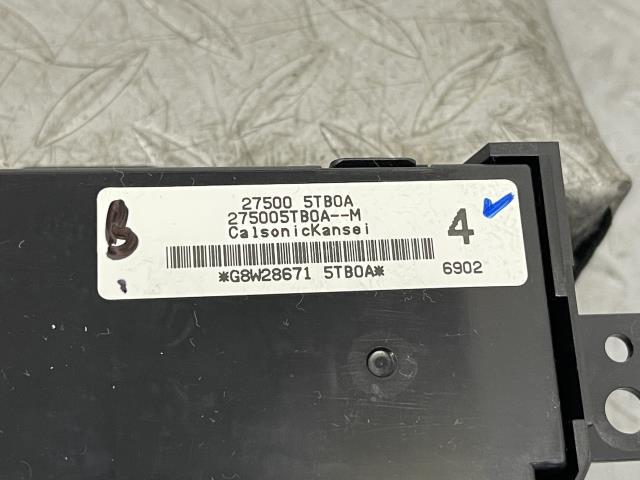 27500 5TB0A
275005TB0A--M
CalsonicKansei
4
*G8W28671 5TB0A*
6902
B